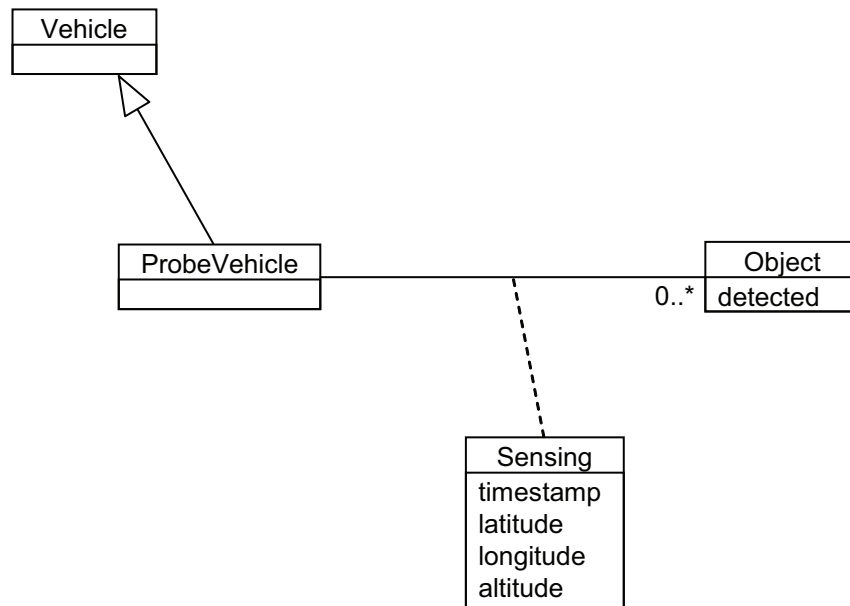 Vehicle
ProbeVehicle
Object
0..*
detected
Sensing
timestamp
latitude
longitude
altitude